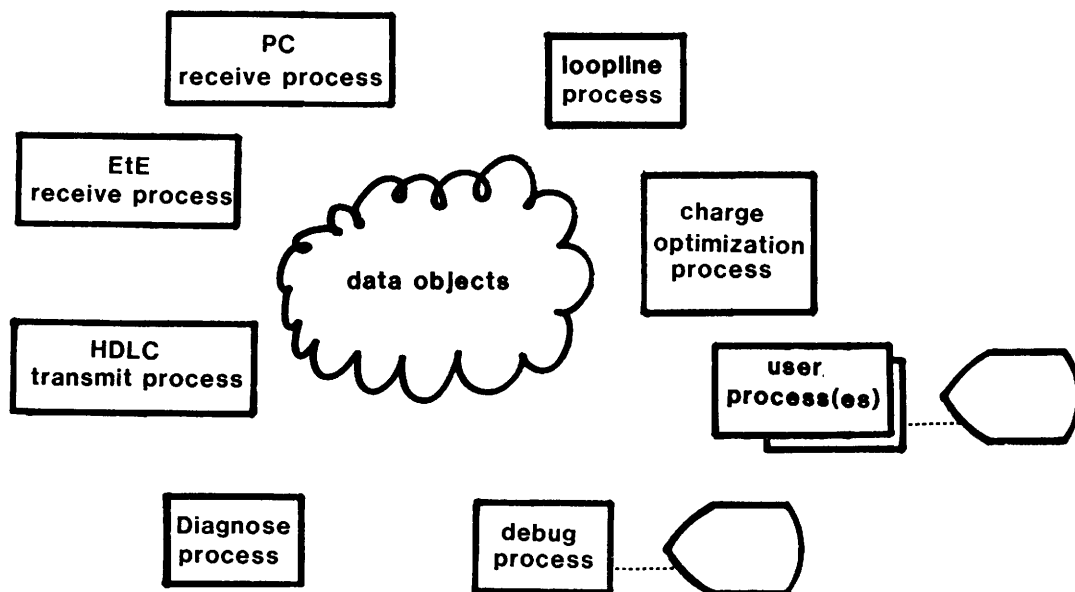 PC
receive process
loopline
process
EtE
receive process
charge
optimization
process
data objects
HDLC
transmit process
user
process(es)
Diagnose
process
debug
process